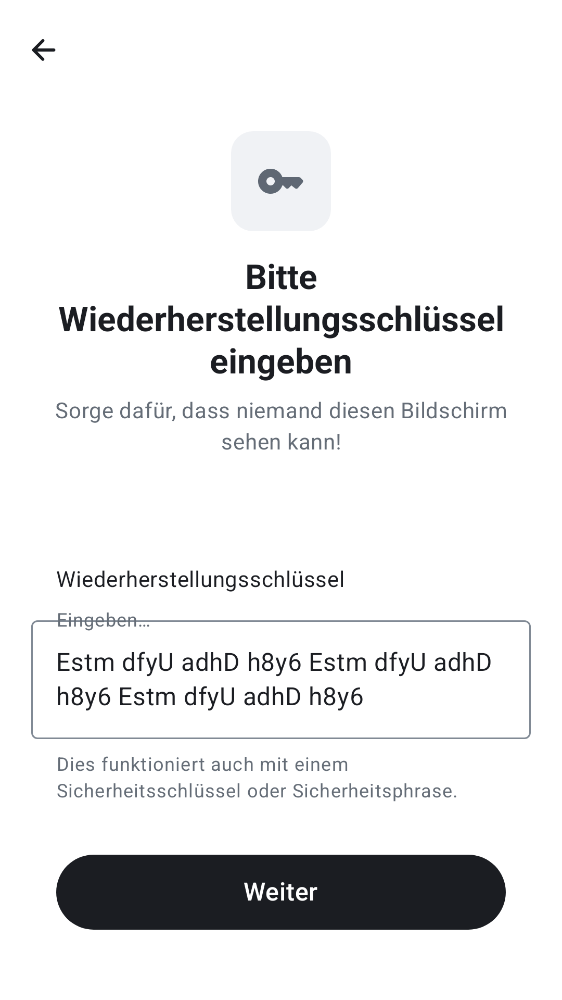 Bitte
Wiederherstellungsschlüssel
eingeben
Sorge dafür, dass niemand diesen Bildschirm
sehen kann!
Wiederherstellungsschlüssel
Eingeben…
Estm dfyU adhD h8y6 Estm dfyU adhD
h8y6 Estm dfyU adhD h8y6
Dies funktioniert auch mit einem
Sicherheitsschlüssel oder Sicherheitsphrase.
Weiter